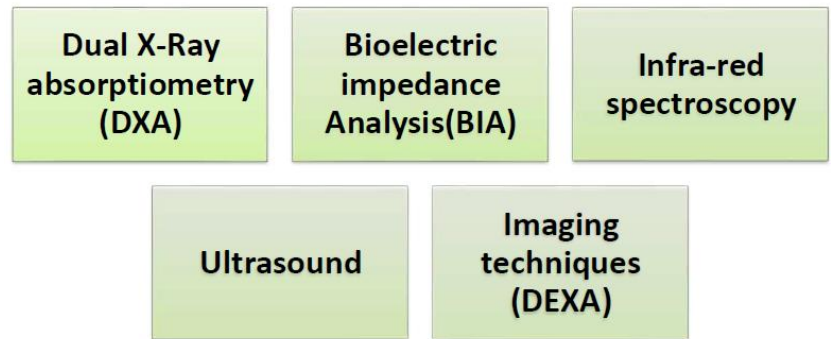 Dual X-Ray
absorptiometry
(DXA)
Bioelectric
impedance
Analysis(BIA)
Infra-red
spectroscopy
Ultrasound
Imaging
techniques
(DEXA)